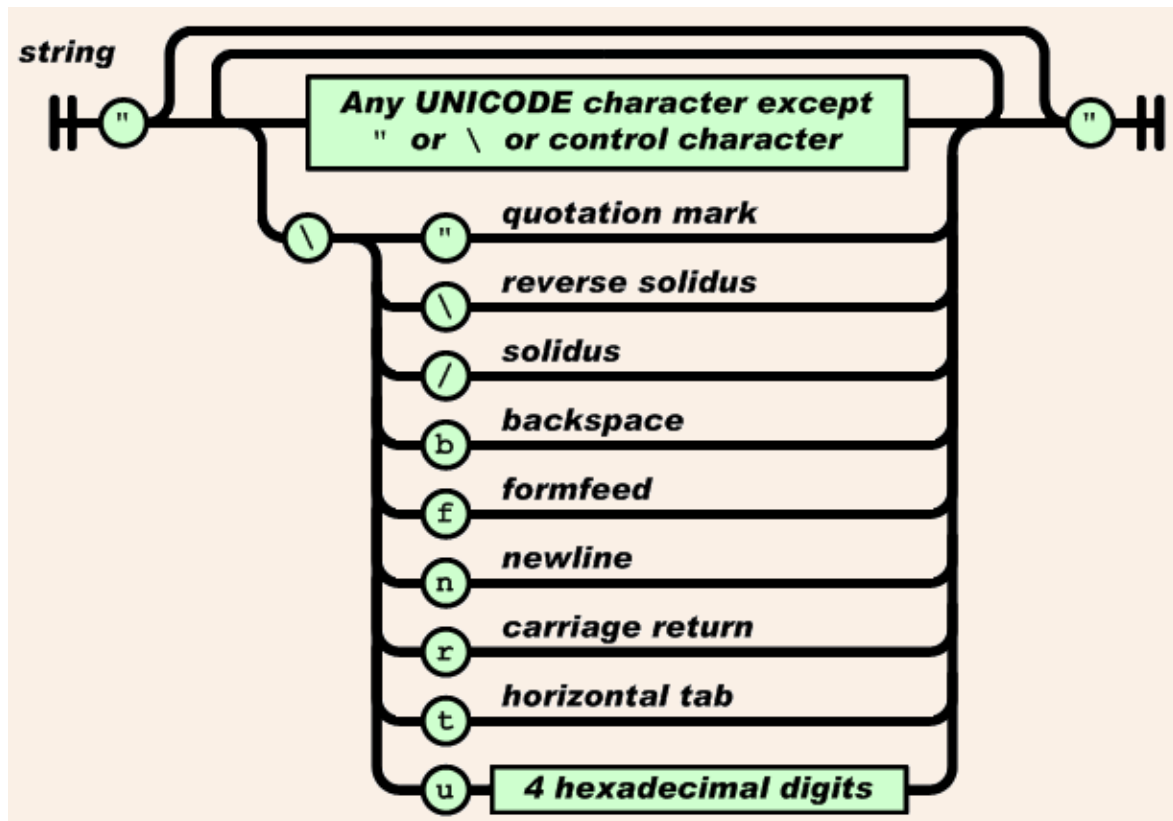 string
" Any UNICODE character except "
" or \ or control character
quotation mark
\ "
reverse solidus
\
solidus
/
backspace
b
formfeed
f
newline
n
carriage return
r
horizontal tab
t
u 4 hexadecimal digits